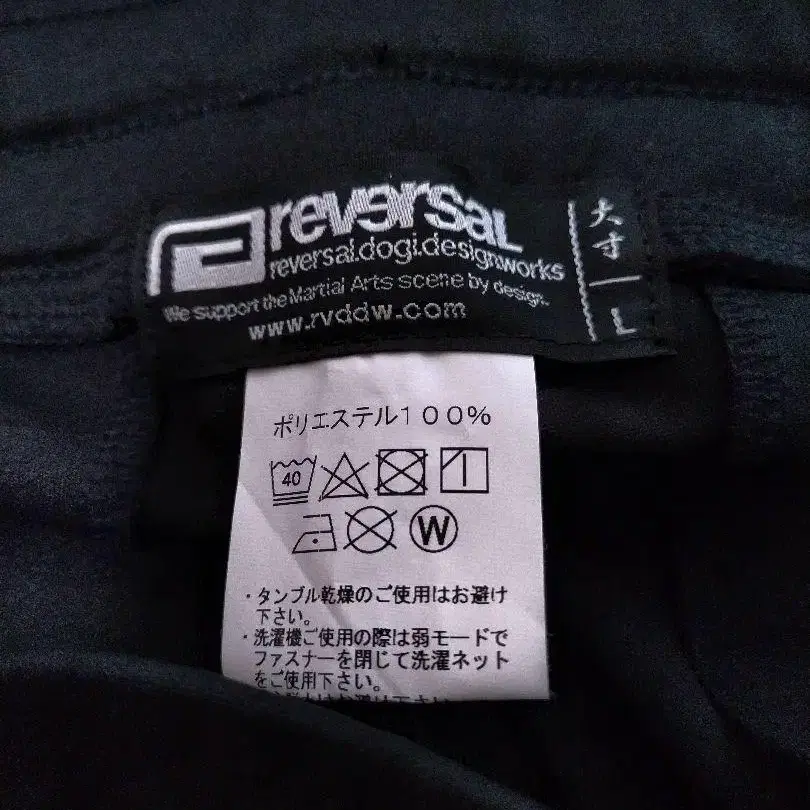 reversal
reversal.dogi.designworks
We support the Martial Arts scene by design.
www.rvddw.com
大寸
L
ポリエステル100%
40
W
・タンブル乾燥のご使用はお避け
下さい。
・洗濯機ご使用の際は弱モードで
ファスナーを閉じて洗濯ネット
をご使用下さい。